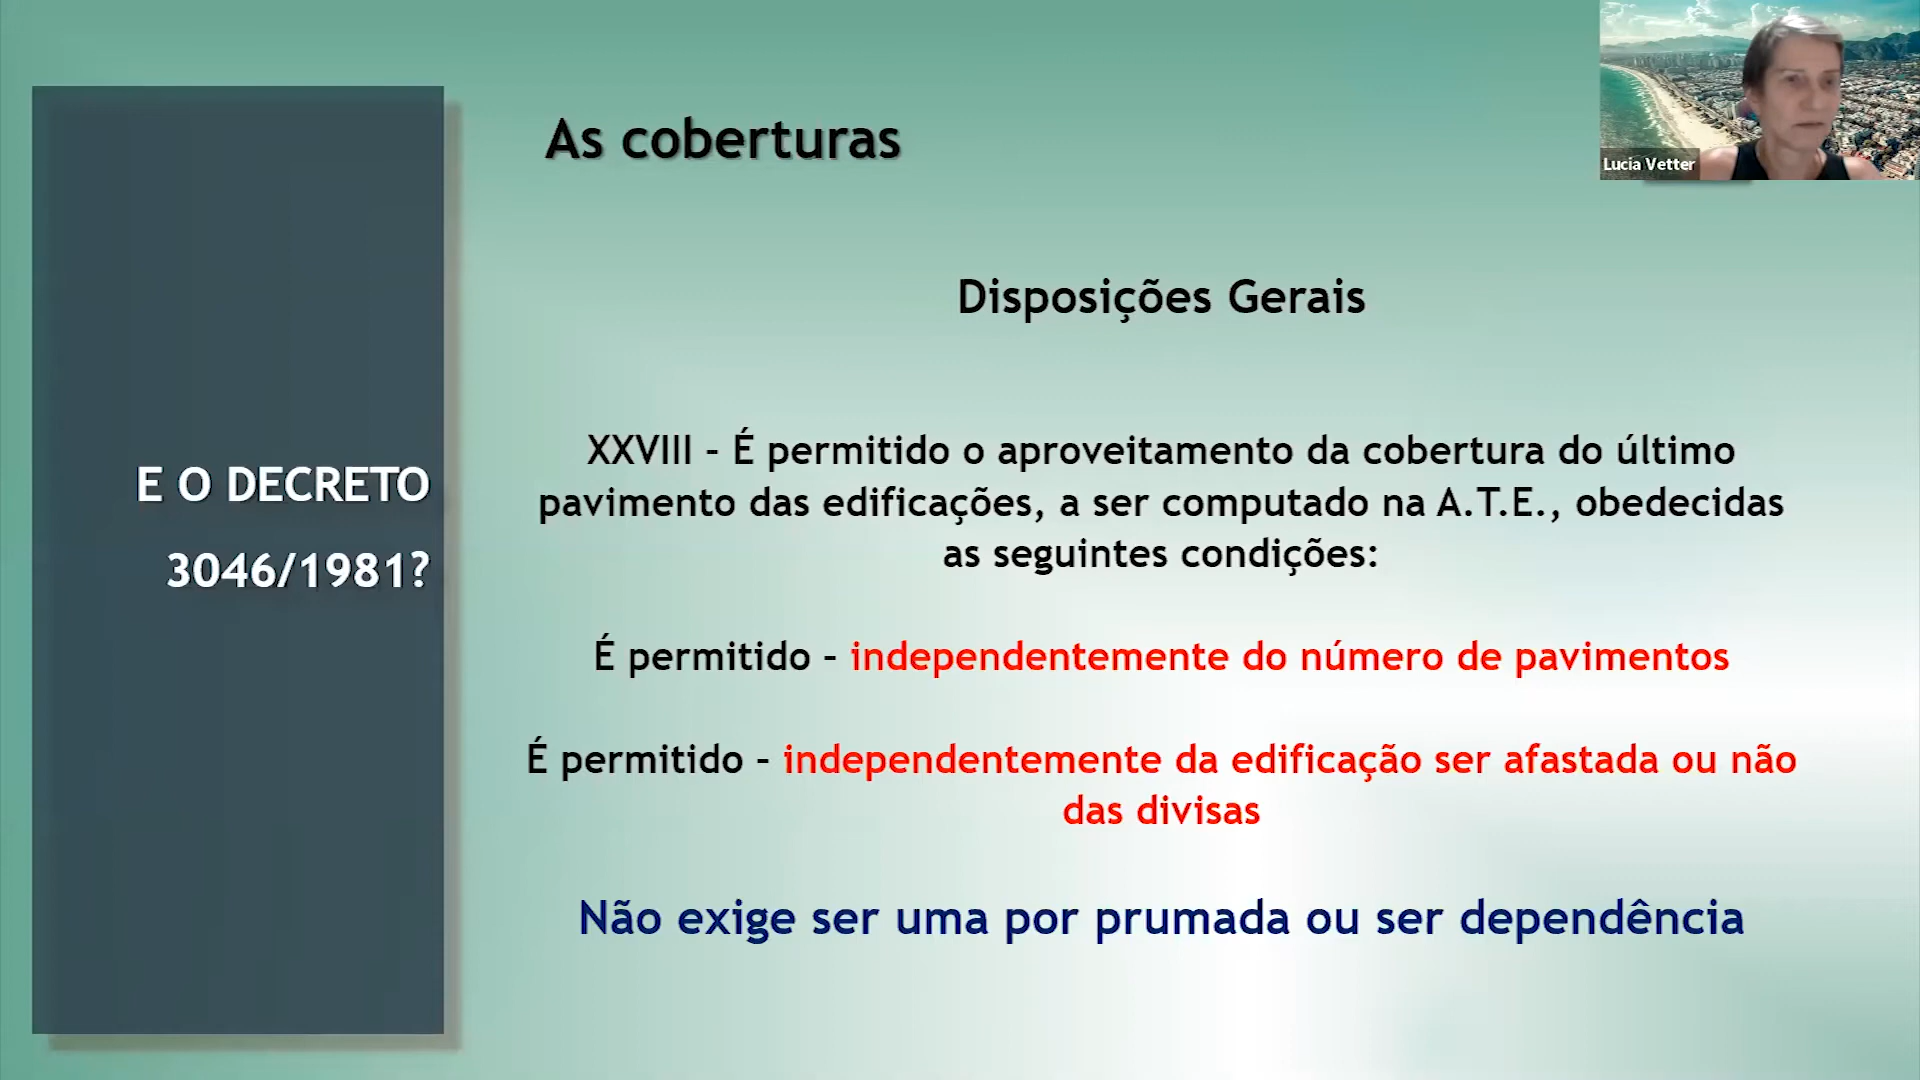 As coberturas
Lucia Vetter
Disposições Gerais
E O DECRETO
3046/1981?
XXVIII – É permitido o aproveitamento da cobertura do último
pavimento das edificações, a ser computado na A.T.E., obedecidas
as seguintes condições:
É permitido – independentemente do número de pavimentos
É permitido – independentemente da edificação ser afastada ou não
das divisas
Não exige ser uma por prumada ou ser dependência